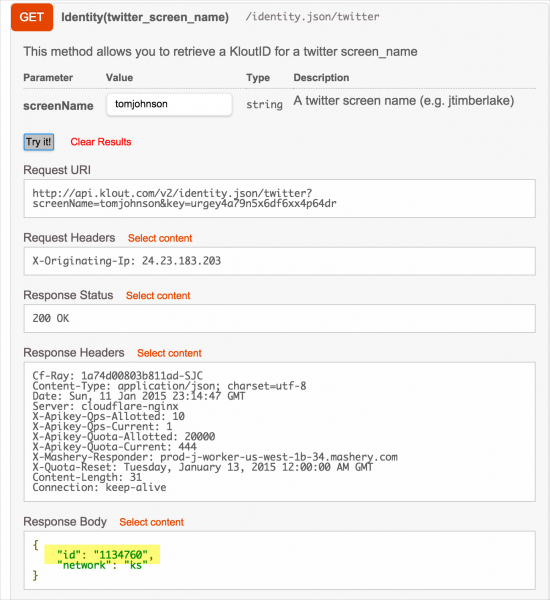 GET Identity(twitter_screen_name) /identity.json/twitter
This method allows you to retrieve a KloutID for a twitter screen_name
Parameter Value Type Description
screenName tomjohnson string A twitter screen name (e.g. jtimberlake)
Try it! Clear Results
Request URI
http://api.klout.com/v2/identity.json/twitter?
screenName=tomjohnson&key=urgey4a79n5x6df6xx4p64dr
Request Headers Select content
X-Originating-Ip: 24.23.183.203
Response Status Select content
200 OK
Response Headers Select content
Cf-Ray: 1a74d00803b811ad-SJC
Content-Type: application/json; charset=utf-8
Date: Sun, 11 Jan 2015 23:14:47 GMT
Server: cloudflare-nginx
X-Apikey-Qps-Allotted: 10
X-Apikey-Qps-Current: 1
X-Apikey-Quota-Allotted: 20000
X-Apikey-Quota-Current: 444
X-Mashery-Responder: prod-j-worker-us-west-1b-34.mashery.com
X-Quota-Reset: Tuesday, January 13, 2015 12:00:00 AM GMT
Content-Length: 31
Connection: keep-alive
Response Body Select content
{
"id": "1134760",
"network": "ks"
}